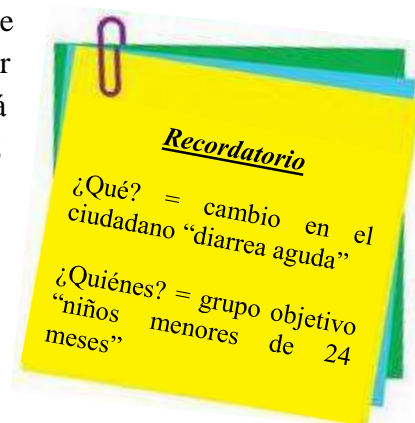 e
r
á
Recordatorio
¿Qué? = cambio en el
ciudadano “diarrea aguda”
¿Quiénes? = grupo objetivo
“niños menores de 24
meses”